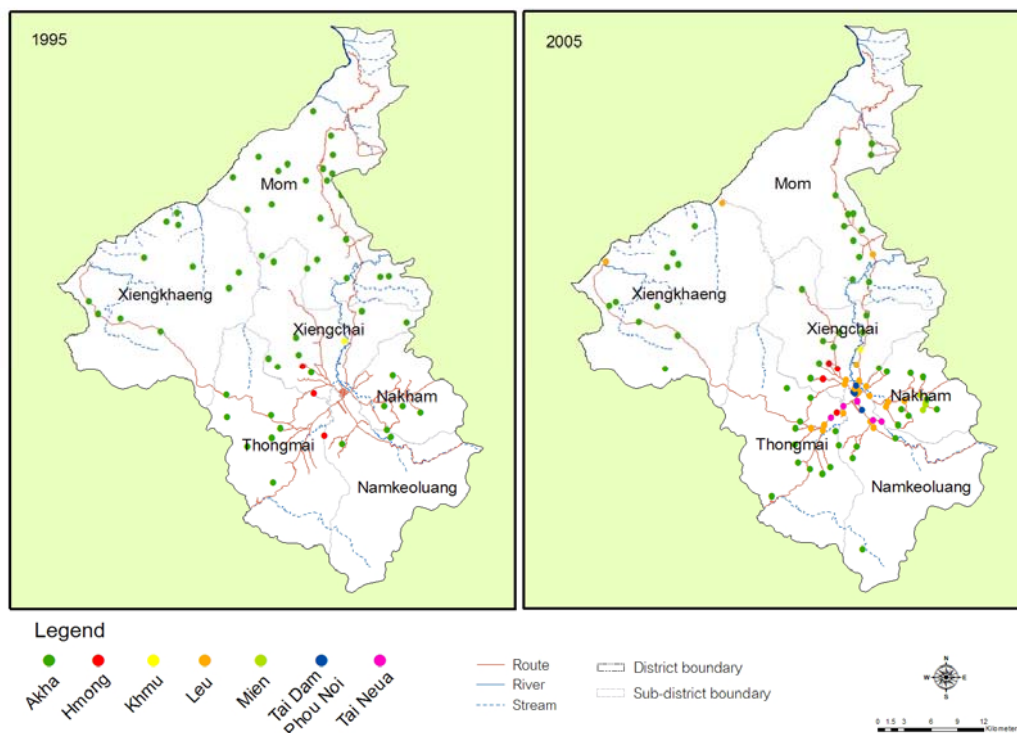 1995
Mom
Xiengkhaeng
Xiengchai
Nakham
Thongmai
Namkeoluang
2005
Mom
Xiengkhaeng
Xiengchai
Nakham
Thongmai
Namkeoluang
Legend
Akha
Hmong
Khmu
Leu
Mien
Tai Dam
Phou Noi
Tai Neua
Route
River
Stream
District boundary
Sub-district boundary
N
W E
S
0 1.5 3 6 9 12
Kilometer